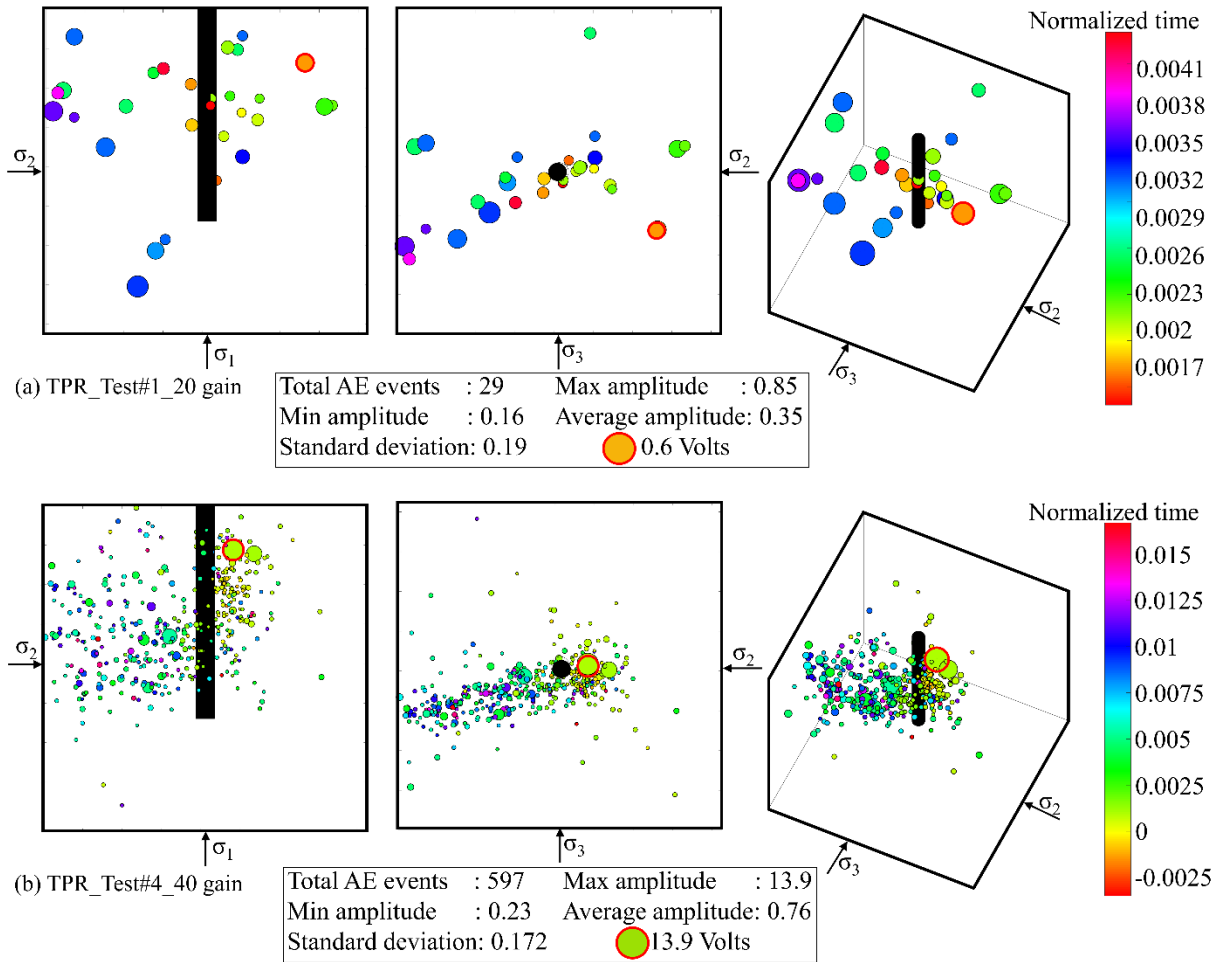 Normalized time
0.0041
0.0038
0.0035
0.0032
0.0029
0.0026
0.0023
0.002
0.0017
σ2
σ1
σ2
σ3
σ2
σ3
(a) TPR_Test#1_20 gain
Total AE events : 29 Max amplitude : 0.85
Min amplitude : 0.16 Average amplitude: 0.35
Standard deviation: 0.19 0.6 Volts
Normalized time
0.015
0.0125
0.01
0.0075
0.005
0.0025
0
-0.0025
σ2
σ1
σ2
σ3
σ2
σ3
(b) TPR_Test#4_40 gain
Total AE events : 597 Max amplitude : 13.9
Min amplitude : 0.23 Average amplitude: 0.76
Standard deviation: 0.172 13.9 Volts